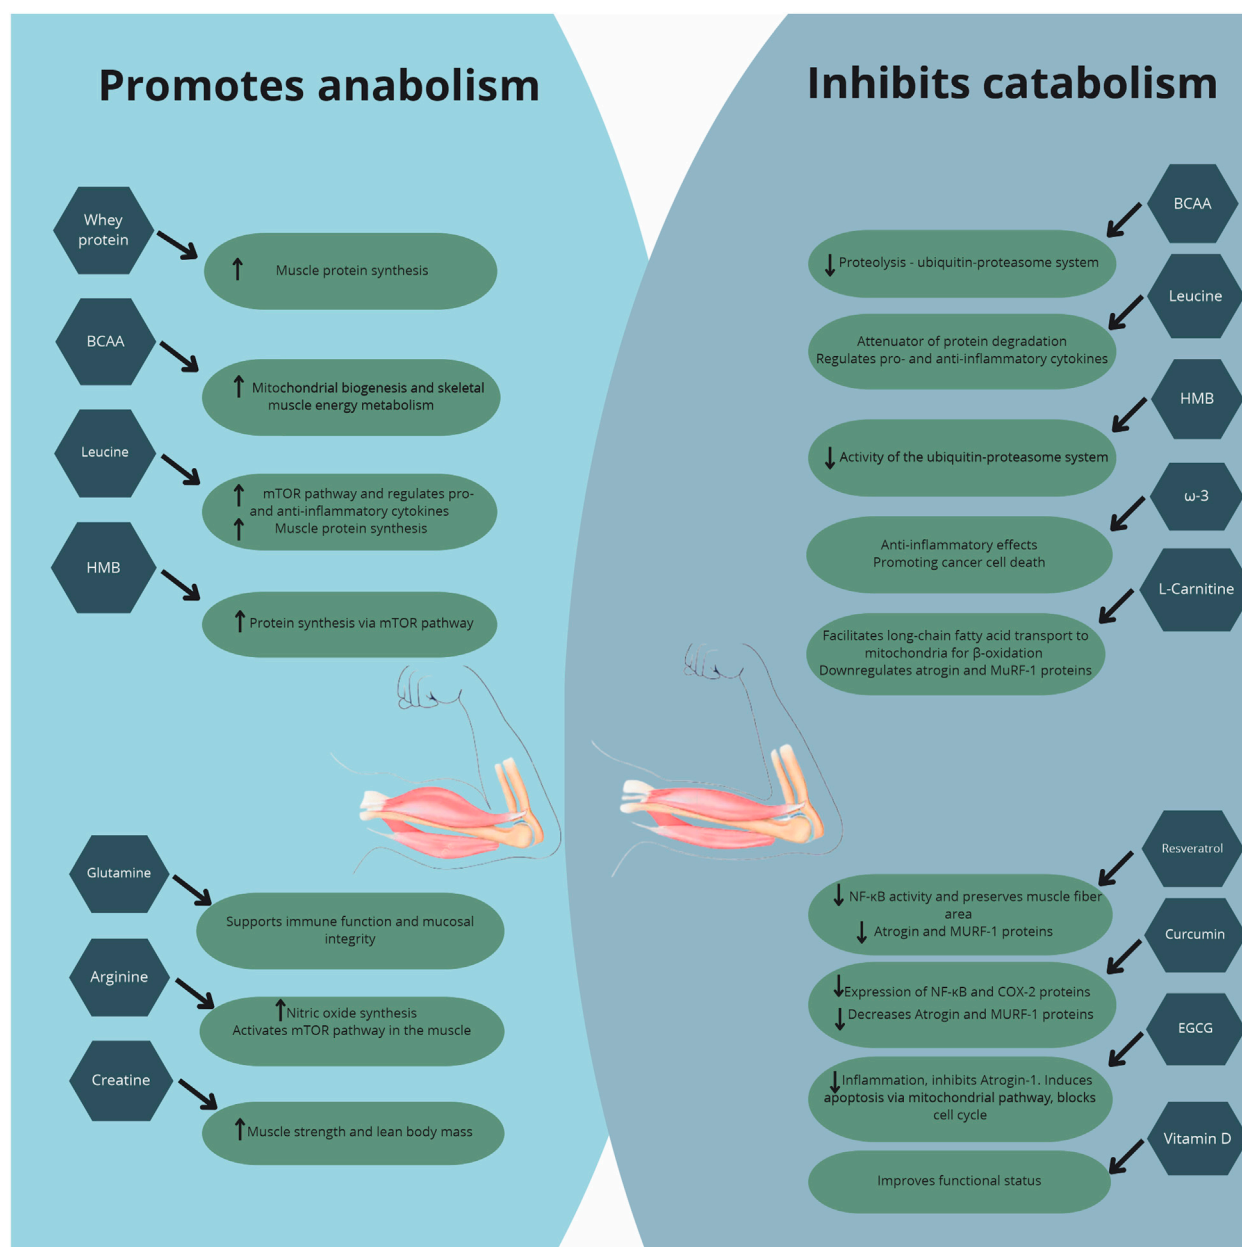 Promotes anabolism
Whey
protein
↑ Muscle protein synthesis
BCAA
↑ Mitochondrial biogenesis and skeletal
muscle energy metabolism
Leucine
↑ mTOR pathway and regulates pro-
and anti-inflammatory cytokines
↑ Muscle protein synthesis
HMB
↑ Protein synthesis via mTOR pathway
Glutamine
Supports immune function and mucosal
integrity
Arginine
↑ Nitric oxide synthesis
Activates mTOR pathway in the muscle
Creatine
↑ Muscle strength and lean body mass
Inhibits catabolism
BCAA
↓ Proteolysis - ubiquitin-proteasome system
Leucine
Attenuator of protein degradation
Regulates pro- and anti-inflammatory cytokines
HMB
↓ Activity of the ubiquitin-proteasome system
ω-3
Anti-inflammatory effects
Promoting cancer cell death
L-Carnitine
Facilitates long-chain fatty acid transport to
mitochondria for β-oxidation
Downregulates atrogin and MuRF-1 proteins
Resveratrol
↓ NF-κB activity and preserves muscle fiber
area
↓ Atrogin and MURF-1 proteins
Curcumin
↓ Expression of NF-κB and COX-2 proteins
↓ Decreases Atrogin and MURF-1 proteins
EGCG
↓ Inflammation, inhibits Atrogin-1. Induces
apoptosis via mitochondrial pathway, blocks
cell cycle
Vitamin D
Improves functional status